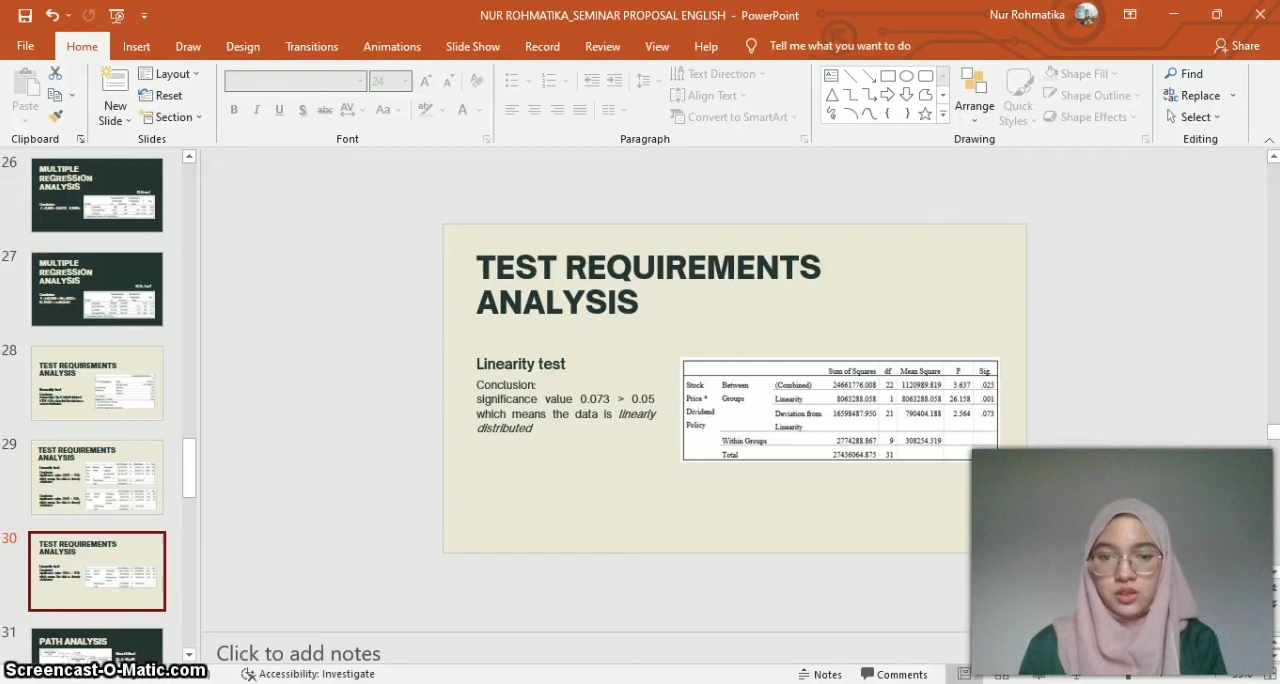 NUR ROHMATIKA_SEMINAR PROPOSAL ENGLISH - PowerPoint
Nur Rohmatika
File Home Insert Draw Design Transitions Animations Slide Show Record Review View Help Tell me what you want to do Share
Paste
Clipboard
New Slide
Layout
Reset
Section
Slides
24
B I U S abc AV Aa A
Font
Text Direction
Align Text
Convert to SmartArt
Paragraph
Arrange
Quick Styles
Shape Fill
Shape Outline
Shape Effects
Drawing
Find
Replace
Select
Editing
26
MULTIPLE
REGRESSION
ANALYSIS
27
MULTIPLE
REGRESSION
ANALYSIS
28
TEST REQUIREMENTS
ANALYSIS
29
TEST REQUIREMENTS
ANALYSIS
30
TEST REQUIREMENTS
ANALYSIS
31
PATH ANALYSIS
TEST REQUIREMENTS
ANALYSIS
Linearity test
Conclusion:
significance value 0.073 > 0.05
which means the data is linearly
distributed
Sum of Squares df Mean Square F Sig.
Stock Between (Combined) 24661776.008 22 1120989.819 3.637 .025
Price * Groups Linearity 8063288.058 1 8063288.058 26.158 .001
Dividend Deviation from 16598487.950 21 790404.188 2.564 .073
Policy Linearity
Within Groups 2774288.867 9 308254.319
Total 27436064.875 31
Click to add notes
Screencast-O-Matic.com
Accessibility: Investigate
Notes
Comments